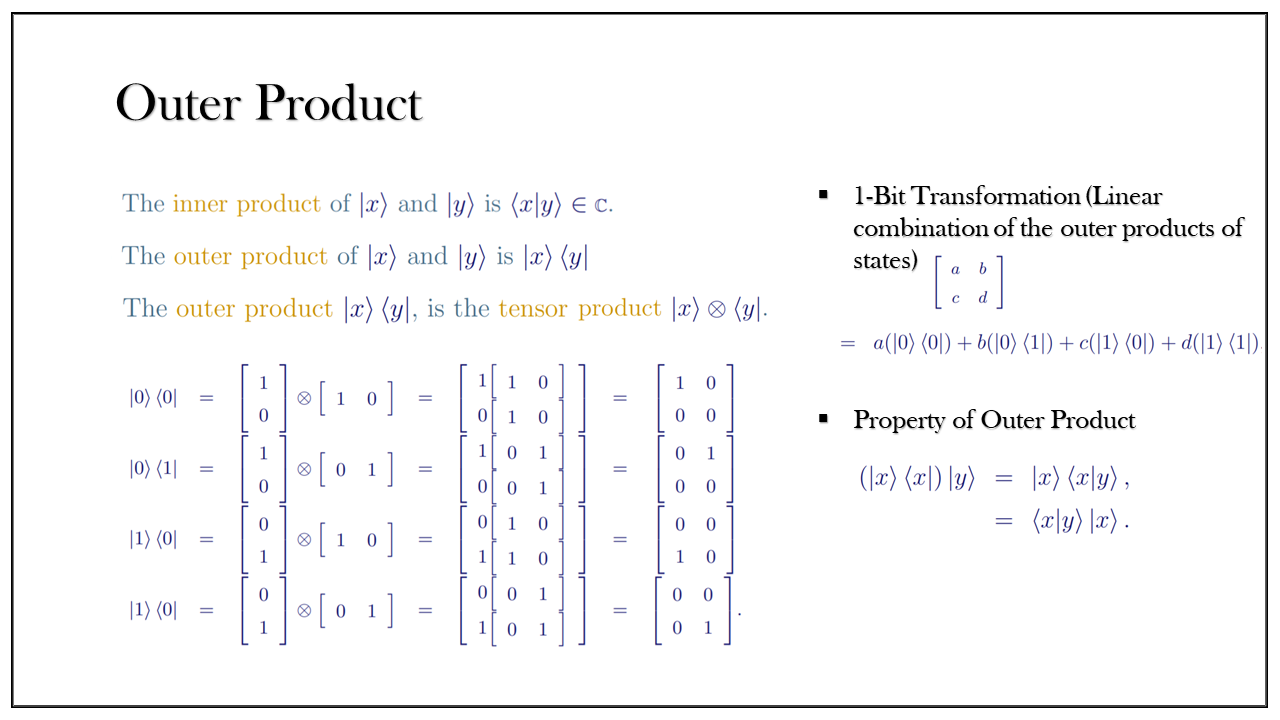 Outer Product
The inner product of |x⟩ and |y⟩ is ⟨x|y⟩ ∈ ℂ.
The outer product of |x⟩ and |y⟩ is |x⟩ ⟨y|
The outer product |x⟩ ⟨y|, is the tensor product |x⟩ ⊗ ⟨y|.
|0⟩ ⟨0| = [1; 0] ⊗ [1 0] = [1[1 0]; 0[1 0]] = [1 0; 0 0]
|0⟩ ⟨1| = [1; 0] ⊗ [0 1] = [1[0 1]; 0[0 1]] = [0 1; 0 0]
|1⟩ ⟨0| = [0; 1] ⊗ [1 0] = [0[1 0]; 1[1 0]] = [0 0; 1 0]
|1⟩ ⟨0| = [0; 1] ⊗ [0 1] = [0[0 1]; 1[0 1]] = [0 0; 0 1].
▪ 1-Bit Transformation (Linear
combination of the outer products of
states) [a b; c d]
= a(|0⟩ ⟨0|) + b(|0⟩ ⟨1|) + c(|1⟩ ⟨0|) + d(|1⟩ ⟨1|).
▪ Property of Outer Product
(|x⟩ ⟨x|) |y⟩ = |x⟩ ⟨x|y⟩ ,
= ⟨x|y⟩ |x⟩ .